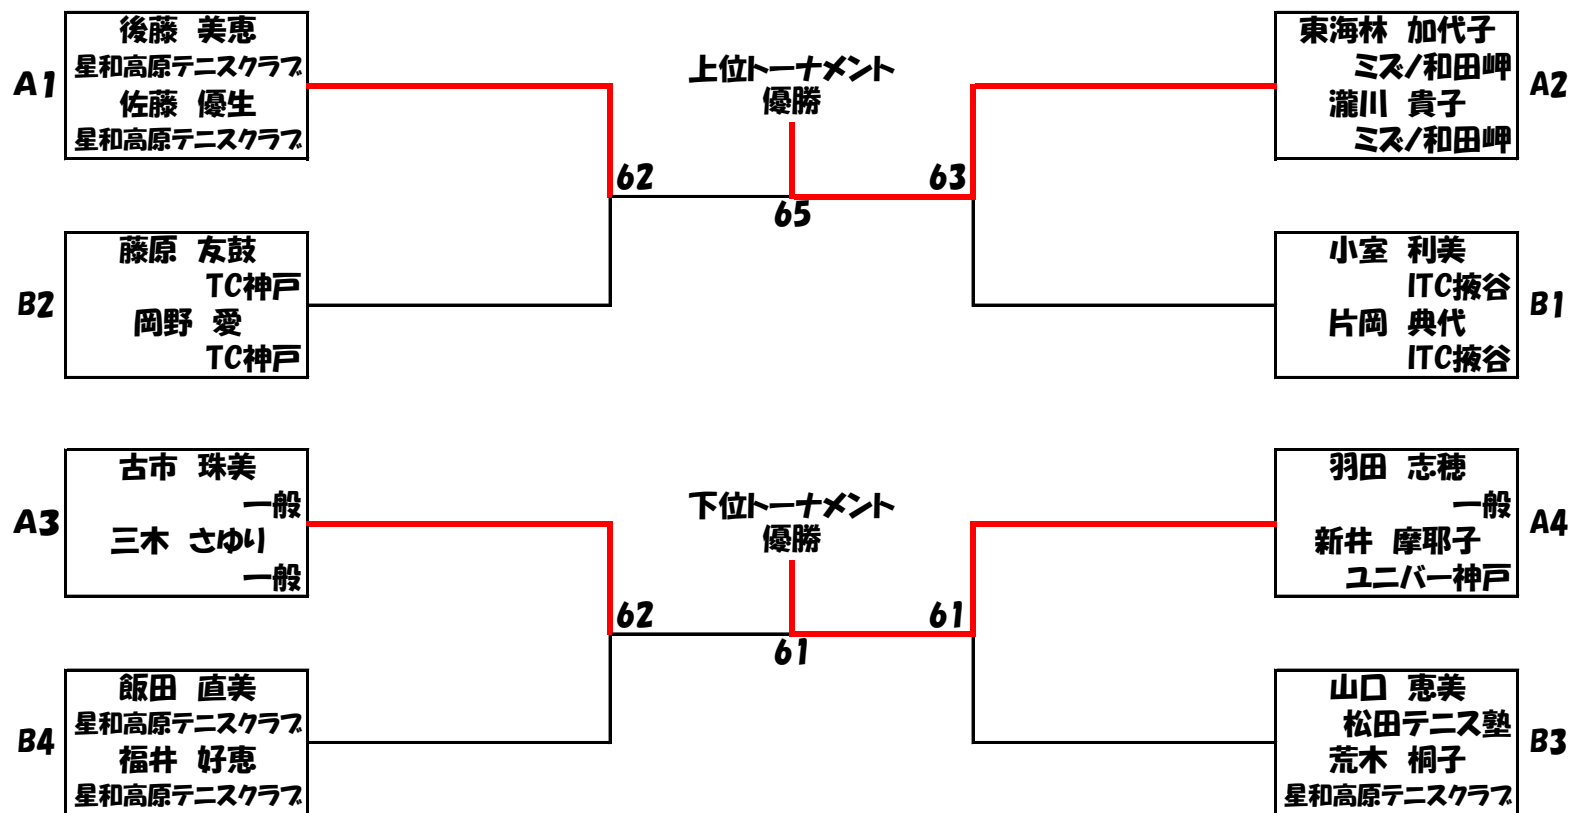 A1
後藤 美恵
星和高原テニスクラブ
佐藤 優生
星和高原テニスクラブ
上位トーナメント
優勝
東海林 加代子
ミズノ和田岬
瀧川 貴子
ミズノ和田岬
A2
62
65
63
B2
藤原 友鼓
TC神戸
岡野 愛
TC神戸
小室 利美
ITC掖谷
片岡 典代
ITC掖谷
B1
A3
古市 珠美
一般
三木 さゆり
一般
下位トーナメント
優勝
羽田 志穂
一般
新井 摩耶子
ユニバー神戸
A4
62
61
61
B4
飯田 直美
星和高原テニスクラブ
福井 好恵
星和高原テニスクラブ
山口 恵美
松田テニス塾
荒木 桐子
星和高原テニスクラブ
B3